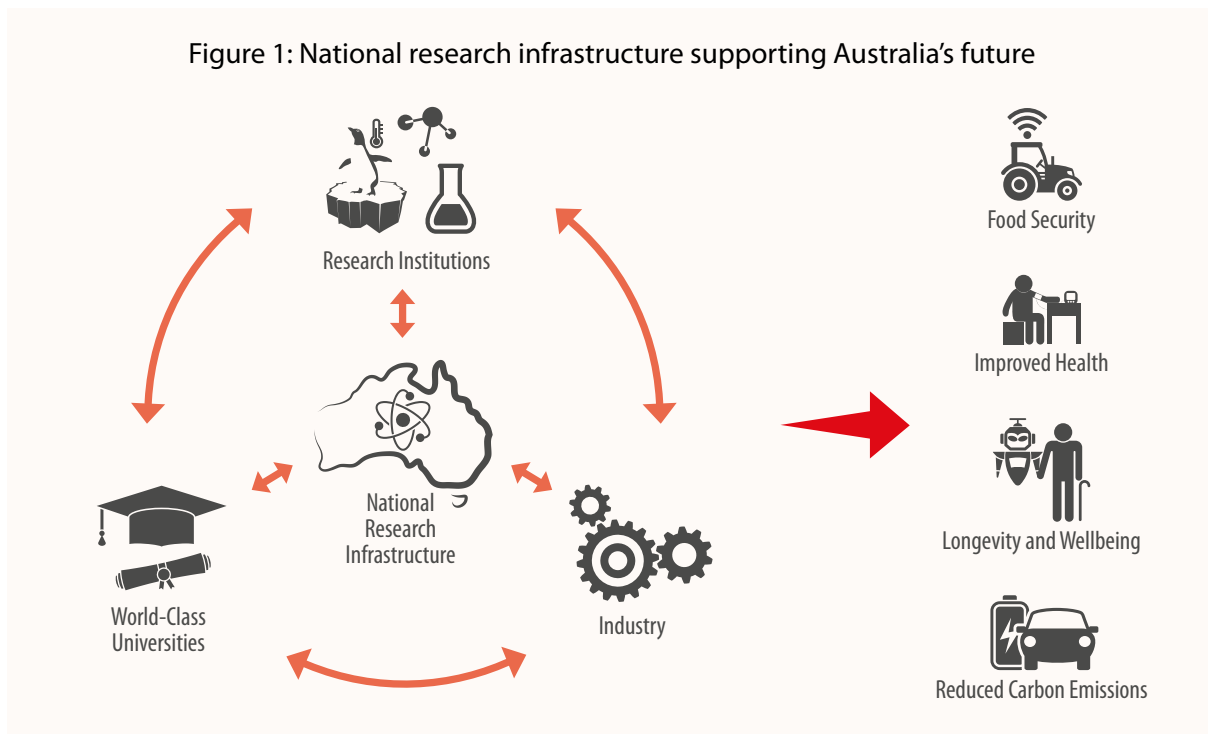 Figure 1: National research infrastructure supporting Australia’s future
Research Institutions
National
Research
Infrastructure
World-Class
Universities
Industry
Food Security
Improved Health
Longevity and Wellbeing
Reduced Carbon Emissions